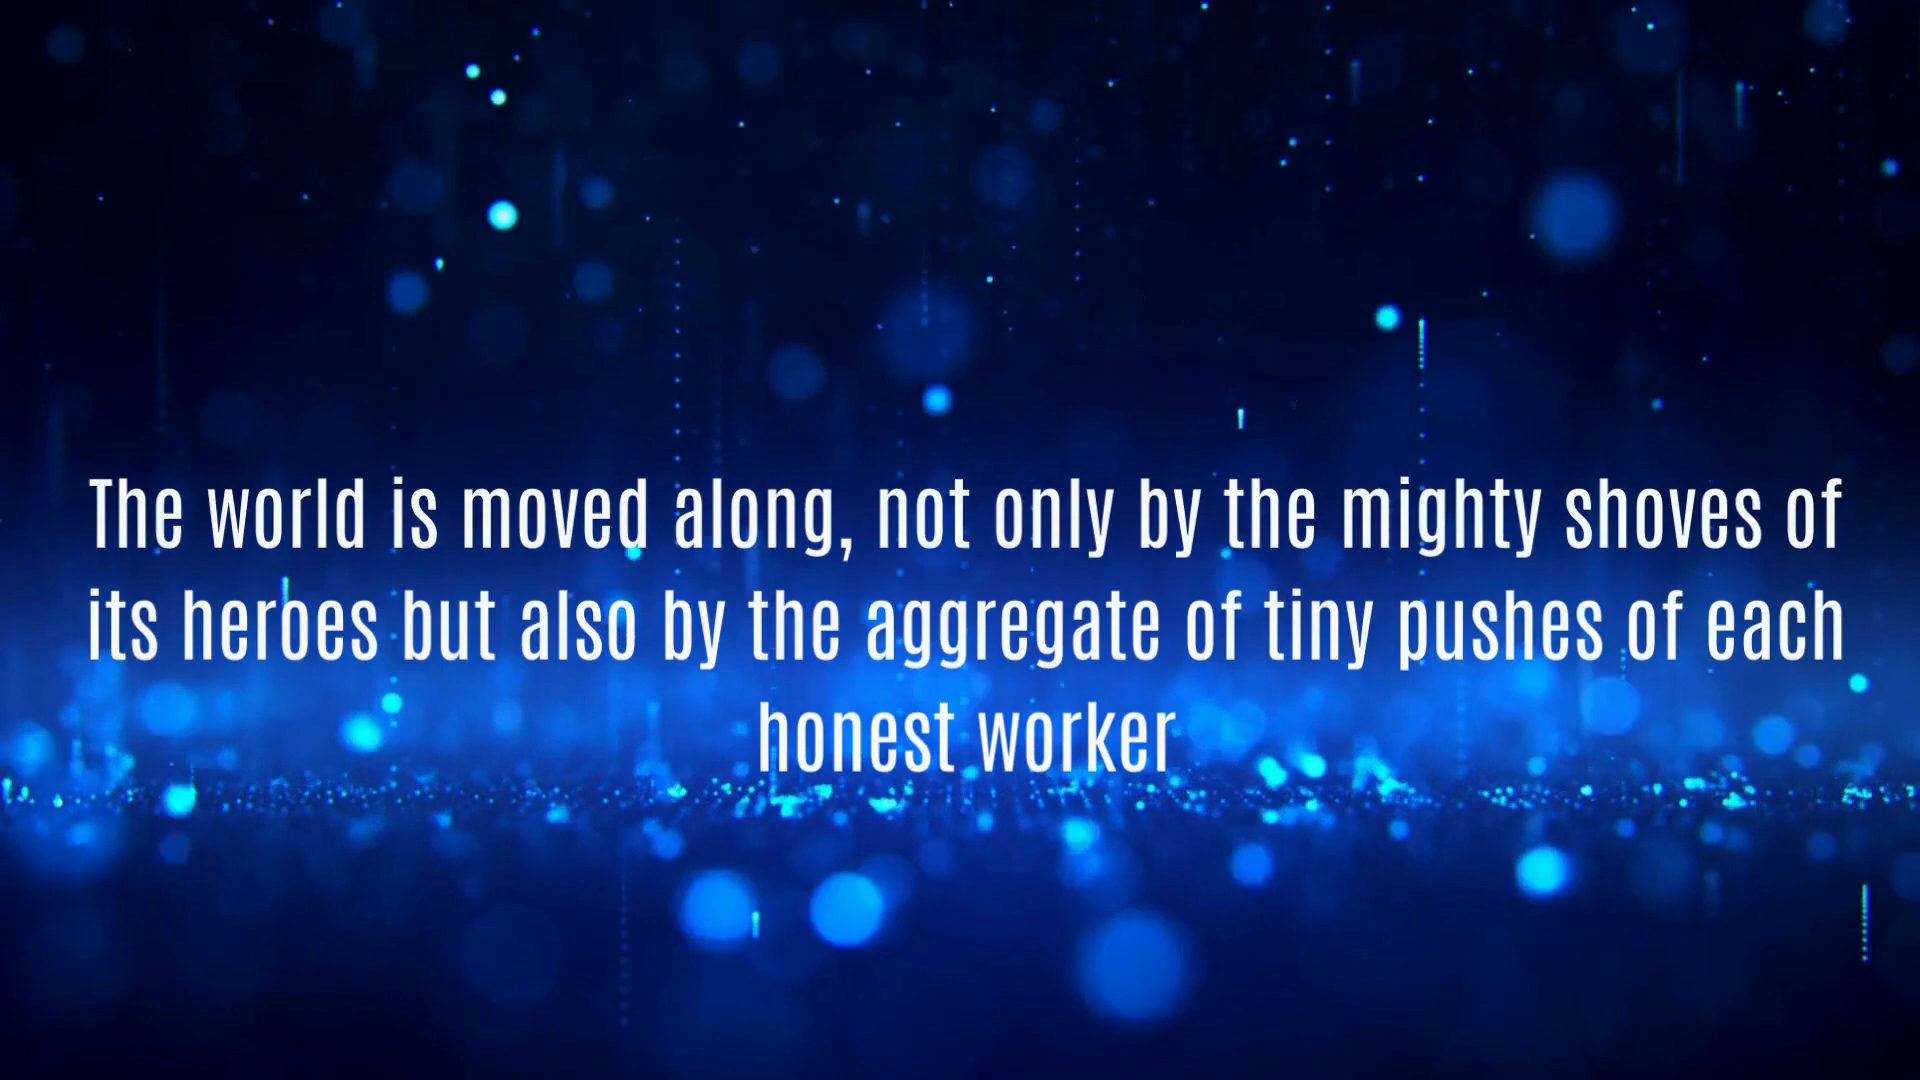 The world is moved along, not only by the mighty shoves of
its heroes but also by the aggregate of tiny pushes of each
honest worker